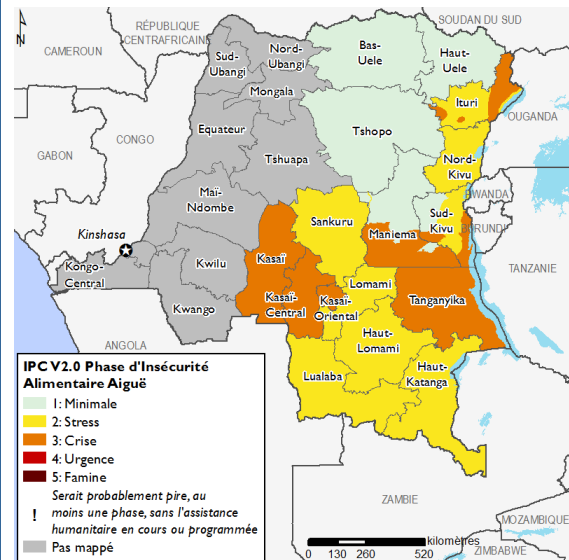 N
SOUDAN DU SUD
RÉPUBLIQUE
CENTRAFRICAINE
CAMEROUN
Nord-
Ubangi
Bas-
Uele
Haut-
Uele
Sud-
Ubangi
Mongala
Ituri
OUGANDA
Equateur
Tshopo
CONGO
GABON
Tshuapa
Nord-
Kivu
Maï-
Ndombe
RWANDA
Sankuru
Sud-
Kivu
Maniema
BURUNDI
Kinshasa
Kasaï
TANZANIE
Kongo-
Central
Kwilu
Lomami
Kasaï-
Central
Kasaï-
Oriental
Tanganyika
Kwango
Haut-
Lomami
ANGOLA
Lualaba
Haut-
Katanga
IPC V2.0 Phase d'Insécurité
Alimentaire Aiguë
1: Minimale
2: Stress
3: Crise
4: Urgence
5: Famine
! Serait probablement pire, au
moins une phase, sans l'assistance
humanitaire en cours ou programmée
Pas mappé
ZAMBIE
MOZAMBIQUE
ZIMBABWE
kilomètres
0 130 260 520